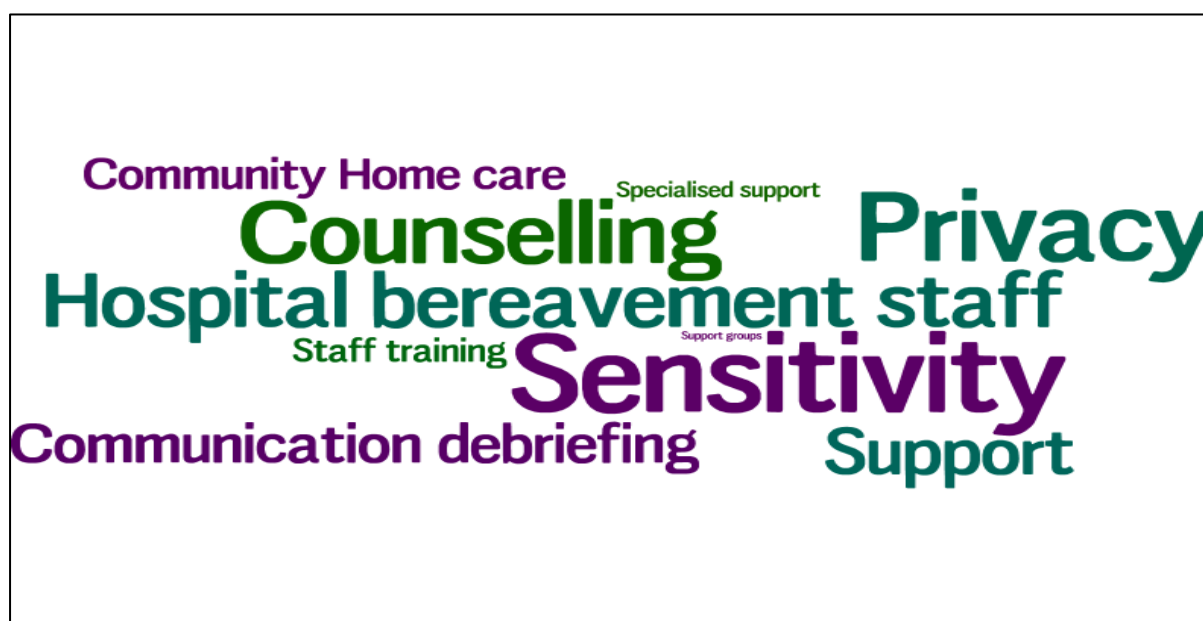 Community Home care
Specialised support
Counselling
Privacy
Hospital bereavement staff
Support groups
Staff training
Sensitivity
Communication debriefing
Support